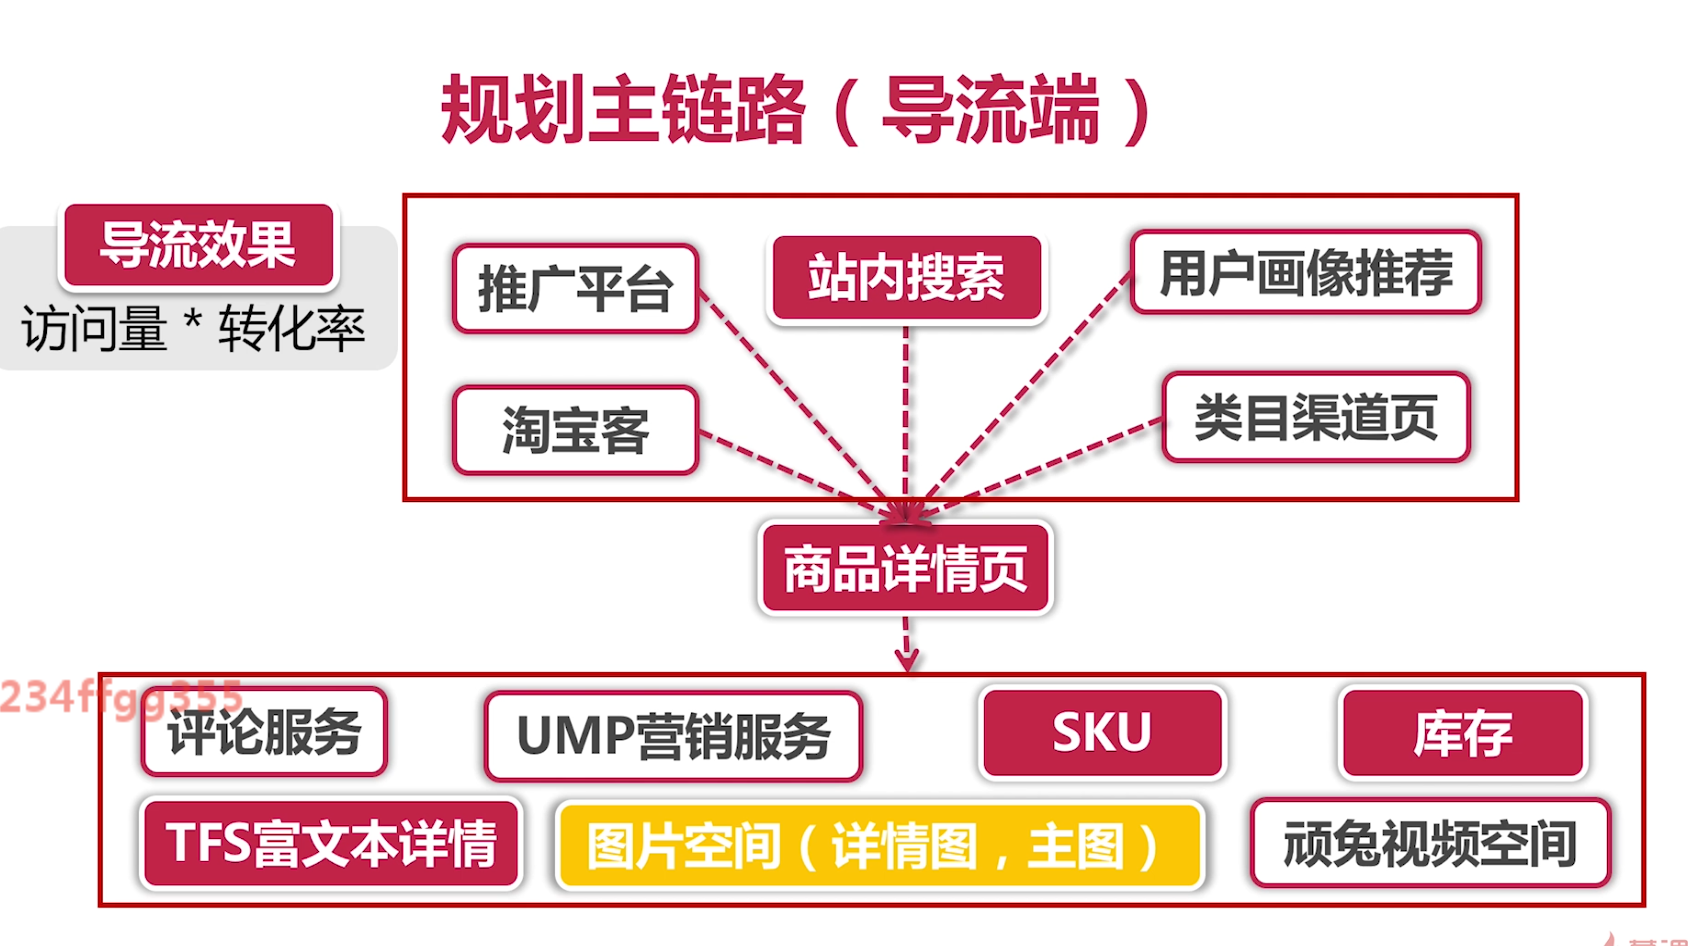 规划主链路（导流端）
导流效果
访问量 * 转化率
推广平台
站内搜索
用户画像推荐
淘宝客
类目渠道页
商品详情页
234ffgg355
评论服务
UMP营销服务
SKU
库存
TFS富文本详情
图片空间（详情图，主图）
顽兔视频空间